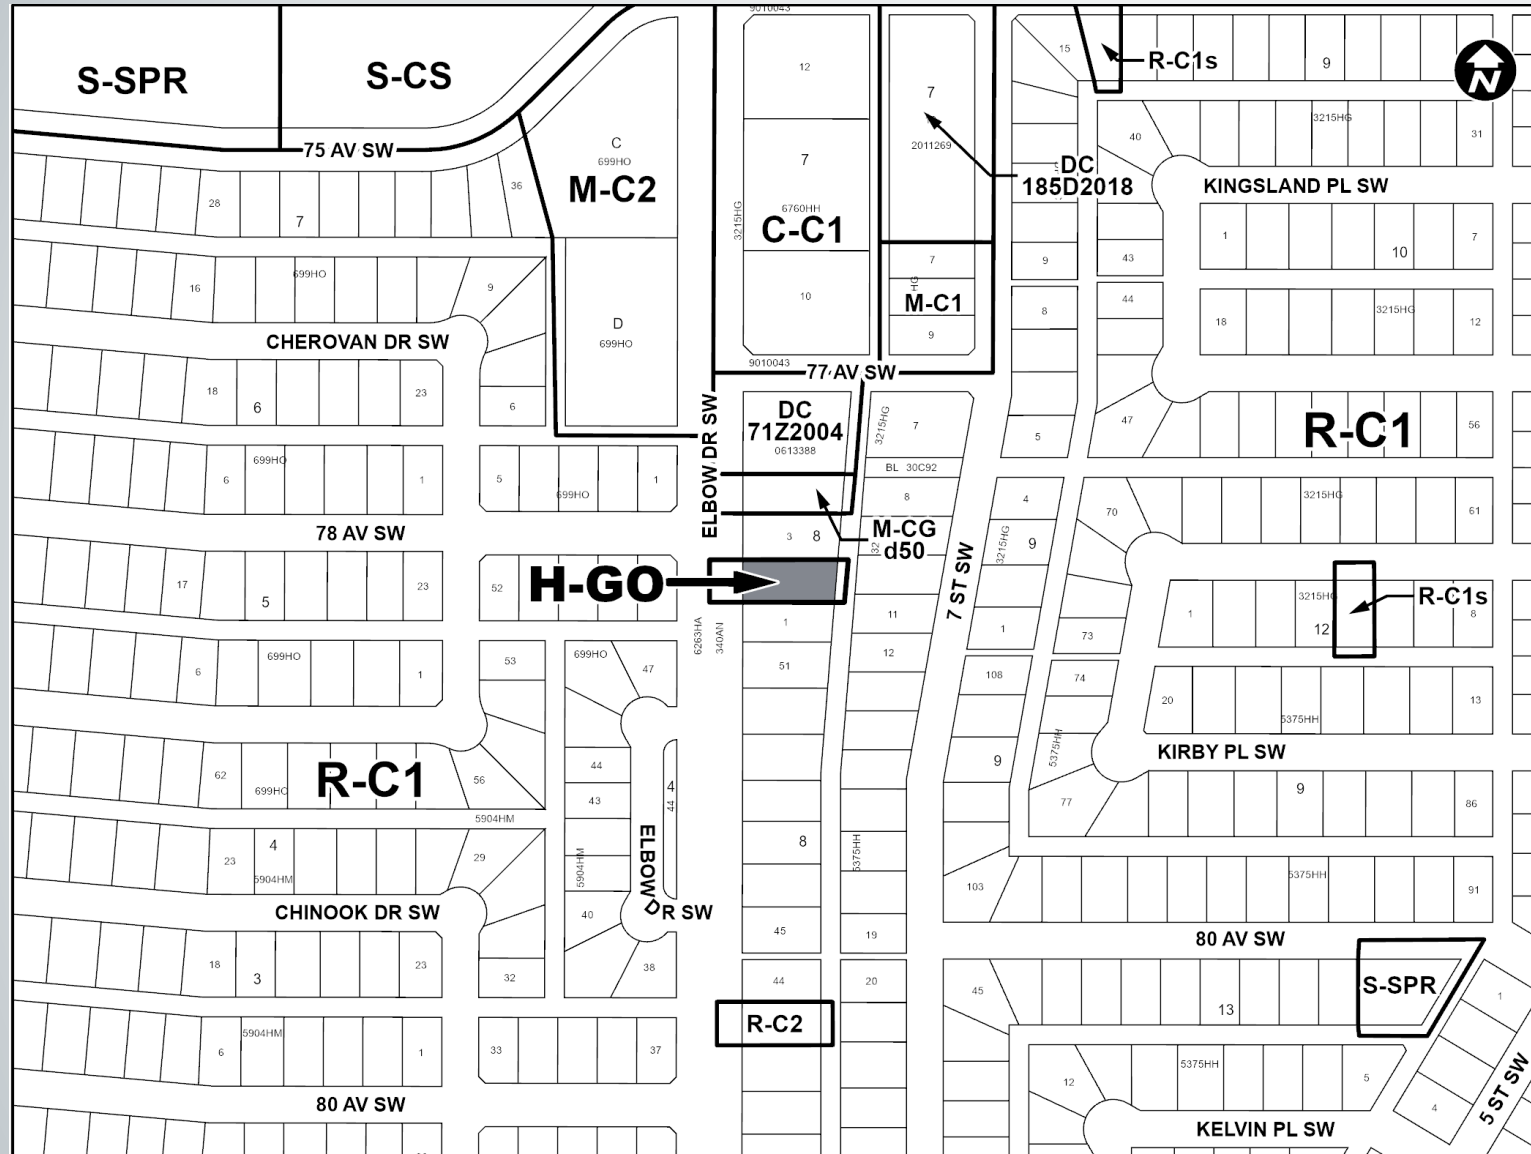 9010043
S-SPR
S-CS
12
7
15
R-C1s
9
N
C
699HO
M-C2
75 AV SW
36
28
7
7
6760HH
C-C1
3215HG
2011269
DC
185D2018
40
3215HG
31
KINGSLAND PL SW
1
10
7
16
699HO
9
D
699HO
10
7
HG
M-C1
9
9
43
8
44
18
3215HG
12
CHEROVAN DR SW
9010043
77 AV SW
18
6
23
6
ELBOW DR SW
DC
71Z2004
0613388
3215HG
7
5
47
R-C1
56
6
699HO
1
5
699HO
1
BL 30C92
8
4
70
3215HG
61
78 AV SW
3
8
M-CG
d50
3215HG
9
17
5
23
52
H-GO
7 ST SW
11
1
73
1
3215HG
12
R-C1s
8
6263HA
340AN
1
51
12
108
74
20
5375HH
13
6
699HO
1
53
699HO
47
R-C1
62
699HO
56
44
43
4
44
9
5375HH
KIRBY PL SW
77
9
86
5904HM
4
23
5904HM
29
5904HM
ELBOW DR SW
40
38
8
5375HH
103
5375HH
91
CHINOOK DR SW
18
3
23
32
45
19
80 AV SW
44
20
45
13
S-SPR
1
R-C2
6
5904HM
1
33
37
12
5375HH
5
4
5 ST SW
80 AV SW
KELVIN PL SW